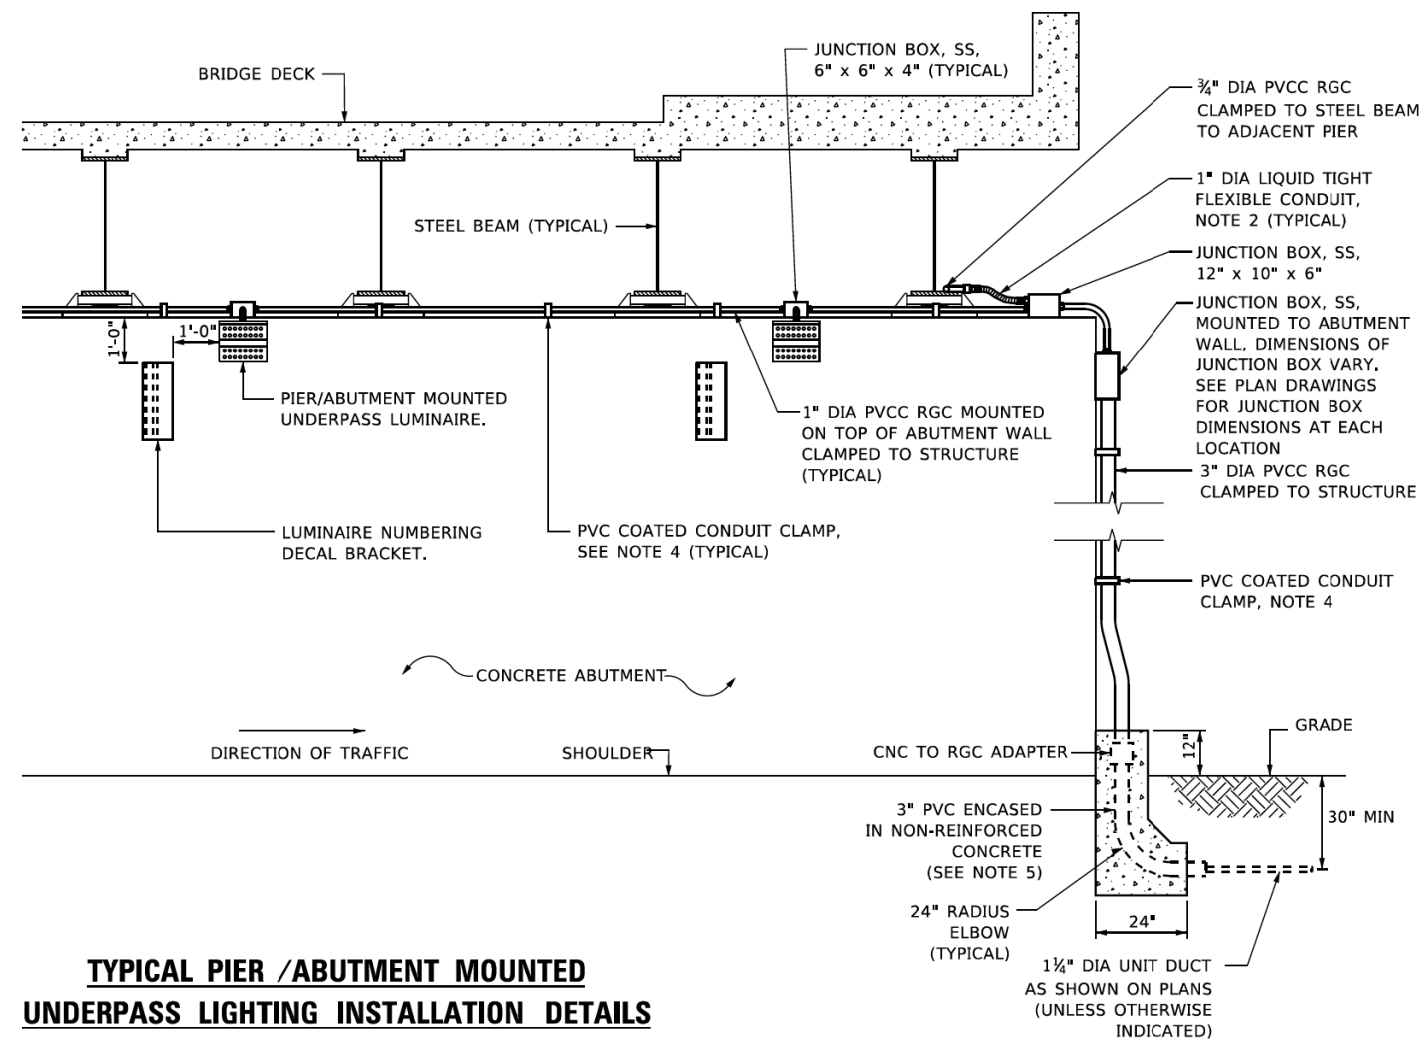 BRIDGE DECK
JUNCTION BOX, SS,
6" x 6" x 4" (TYPICAL)
¾" DIA PVCC RGC
CLAMPED TO STEEL BEAM
TO ADJACENT PIER
1" DIA LIQUID TIGHT
FLEXIBLE CONDUIT,
NOTE 2 (TYPICAL)
STEEL BEAM (TYPICAL)
JUNCTION BOX, SS,
12" x 10" x 6"
JUNCTION BOX, SS,
MOUNTED TO ABUTMENT
WALL, DIMENSIONS OF
JUNCTION BOX VARY.
SEE PLAN DRAWINGS
FOR JUNCTION BOX
DIMENSIONS AT EACH
LOCATION
1'-0"
1'-0"
PIER/ABUTMENT MOUNTED
UNDERPASS LUMINAIRE.
1" DIA PVCC RGC MOUNTED
ON TOP OF ABUTMENT WALL
CLAMPED TO STRUCTURE
(TYPICAL)
3" DIA PVCC RGC
CLAMPED TO STRUCTURE
LUMINAIRE NUMBERING
DECAL BRACKET.
PVC COATED CONDUIT CLAMP,
SEE NOTE 4 (TYPICAL)
PVC COATED CONDUIT
CLAMP, NOTE 4
CONCRETE ABUTMENT
DIRECTION OF TRAFFIC
SHOULDER
CNC TO RGC ADAPTER
12"
GRADE
3" PVC ENCASED
IN NON-REINFORCED
CONCRETE
(SEE NOTE 5)
30" MIN
24" RADIUS
ELBOW
(TYPICAL)
24"
1¼" DIA UNIT DUCT
AS SHOWN ON PLANS
(UNLESS OTHERWISE
INDICATED)
TYPICAL PIER /ABUTMENT MOUNTED
UNDERPASS LIGHTING INSTALLATION DETAILS